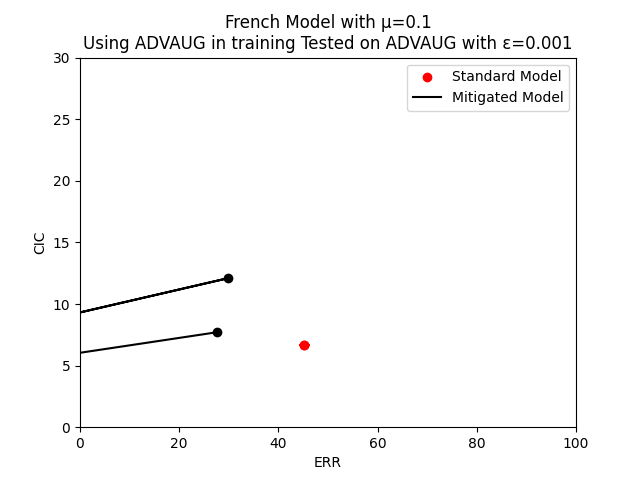 French Model with μ=0.1
Using ADVAUG in training Tested on ADVAUG with ε=0.001
Standard Model
Mitigated Model
30
25
20
15
10
5
0
CIC
0 20 40 60 80 100
ERR